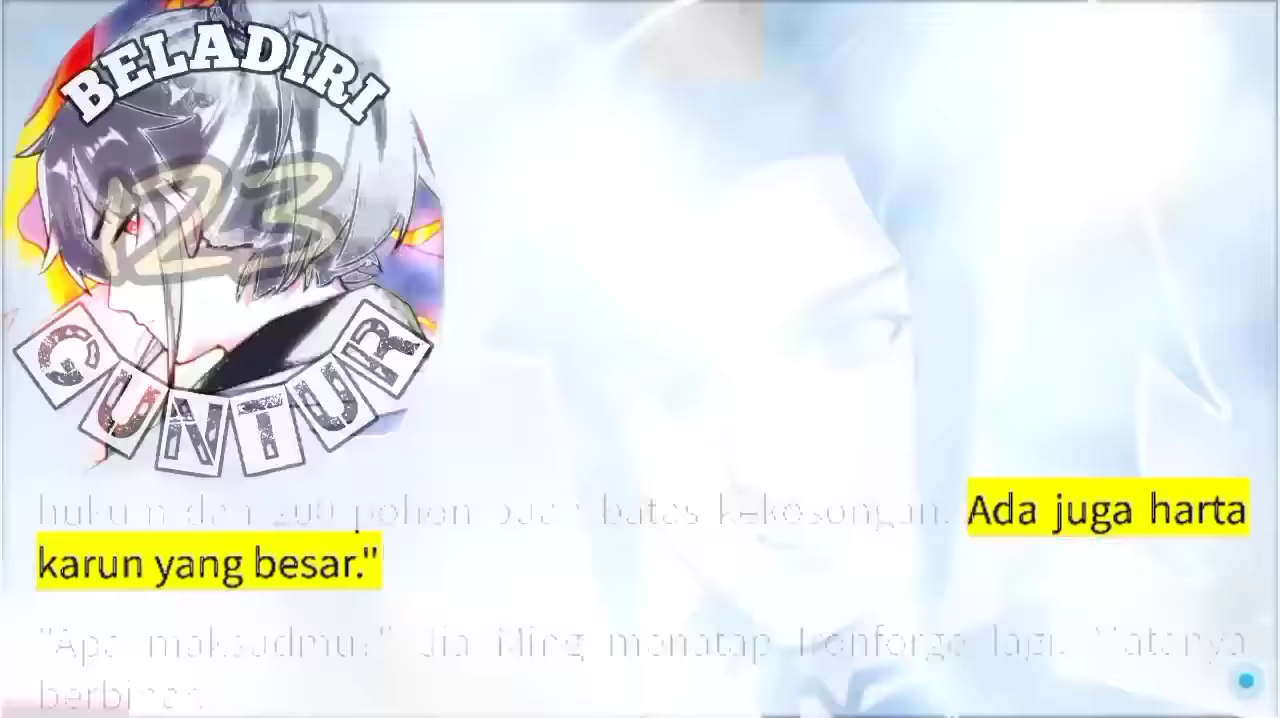 BELADIRI
123
GUNTUR
hukum dan 200 pohon buah batas kekosongan. Ada juga harta
karun yang besar."
"Apa maksudmu?" Jia Ming menatap Ironforge lagi. Matanya
berbinar.